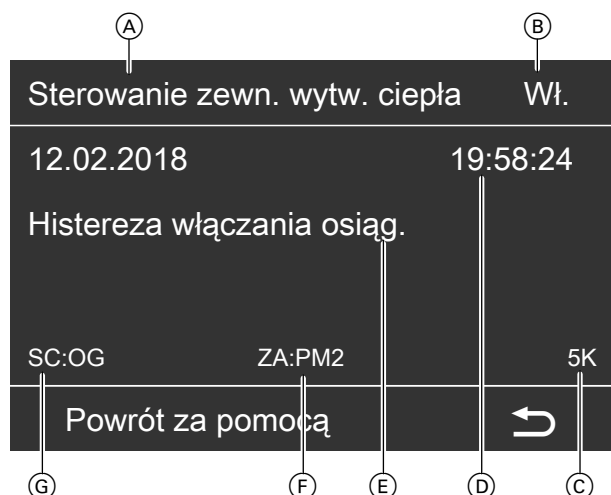 Ⓐ Ⓑ
Sterowanie zewn. wytw. ciepła Wł.
12.02.2018 19:58:24
Histereza włączania osiąg.
SC:OG ZA:PM2 5K
Powrót za pomocą
Ⓖ Ⓕ Ⓔ Ⓓ Ⓒ